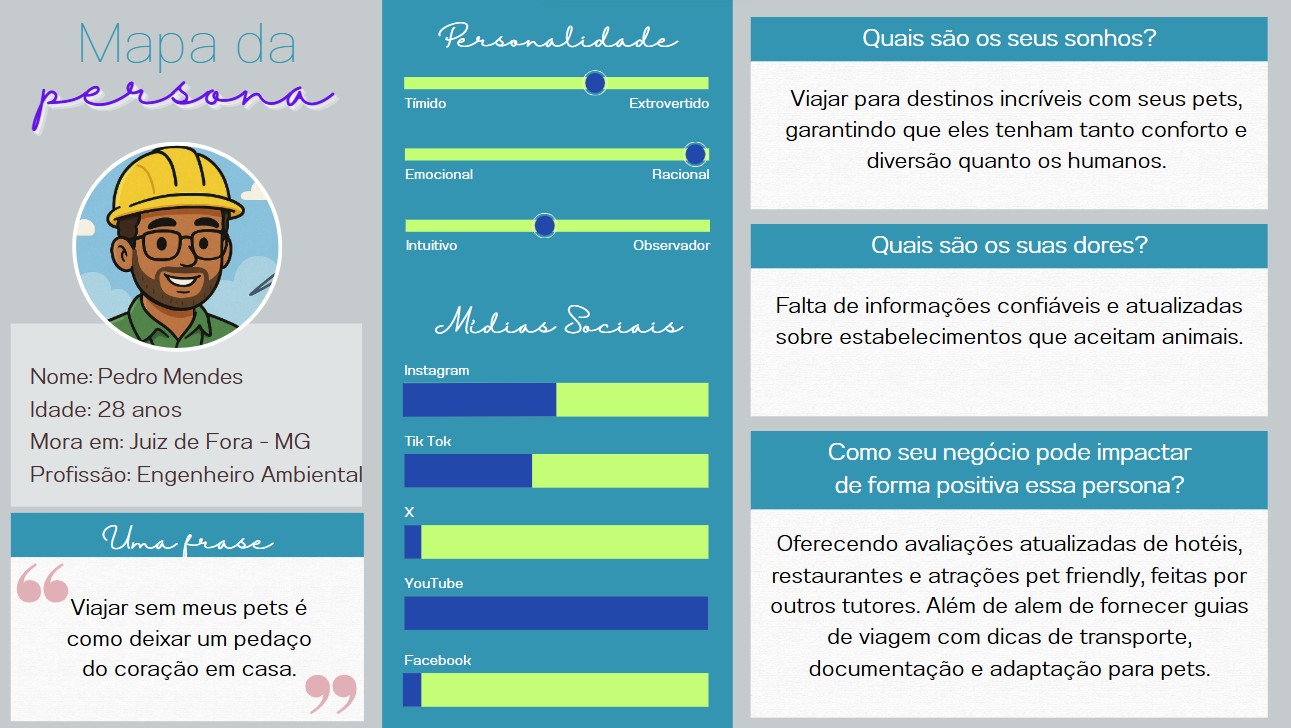 Mapa da
persona
Nome: Pedro Mendes
Idade: 28 anos
Mora em: Juiz de Fora - MG
Profissão: Engenheiro Ambiental
Uma frase
“
Viajar sem meus pets é
como deixar um pedaço
do coração em casa.
”
Personalidade
Tímido Extrovertido
Emocional Racional
Intuitivo Observador
Mídias Sociais
Instagram
Tik Tok
X
YouTube
Facebook
Quais são os seus sonhos?
Viajar para destinos incríveis com seus pets,
garantindo que eles tenham tanto conforto e
diversão quanto os humanos.
Quais são os suas dores?
Falta de informações confiáveis e atualizadas
sobre estabelecimentos que aceitam animais.
Como seu negócio pode impactar
de forma positiva essa persona?
Oferecendo avaliações atualizadas de hotéis,
restaurantes e atrações pet friendly, feitas por
outros tutores. Além de alem de fornecer guias
de viagem com dicas de transporte,
documentação e adaptação para pets.